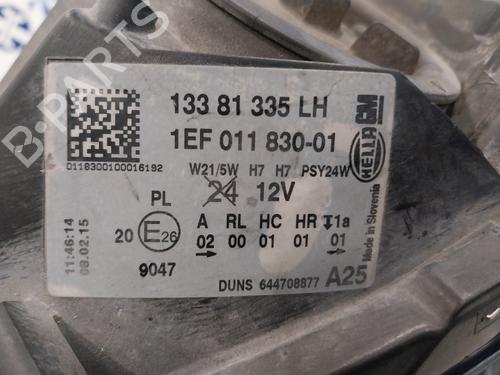 133 81 335 LH
1EF 011 830-01
HELLA
GM
Made in Slovenia
0118300100016192
W21/5W H7 H7 PSY24W
24 12V
PL
A RL HC HR 1a
20 E26
02 00 01 01 01
9047
11:46:14
03.02.15
DUNS 644708877 A25